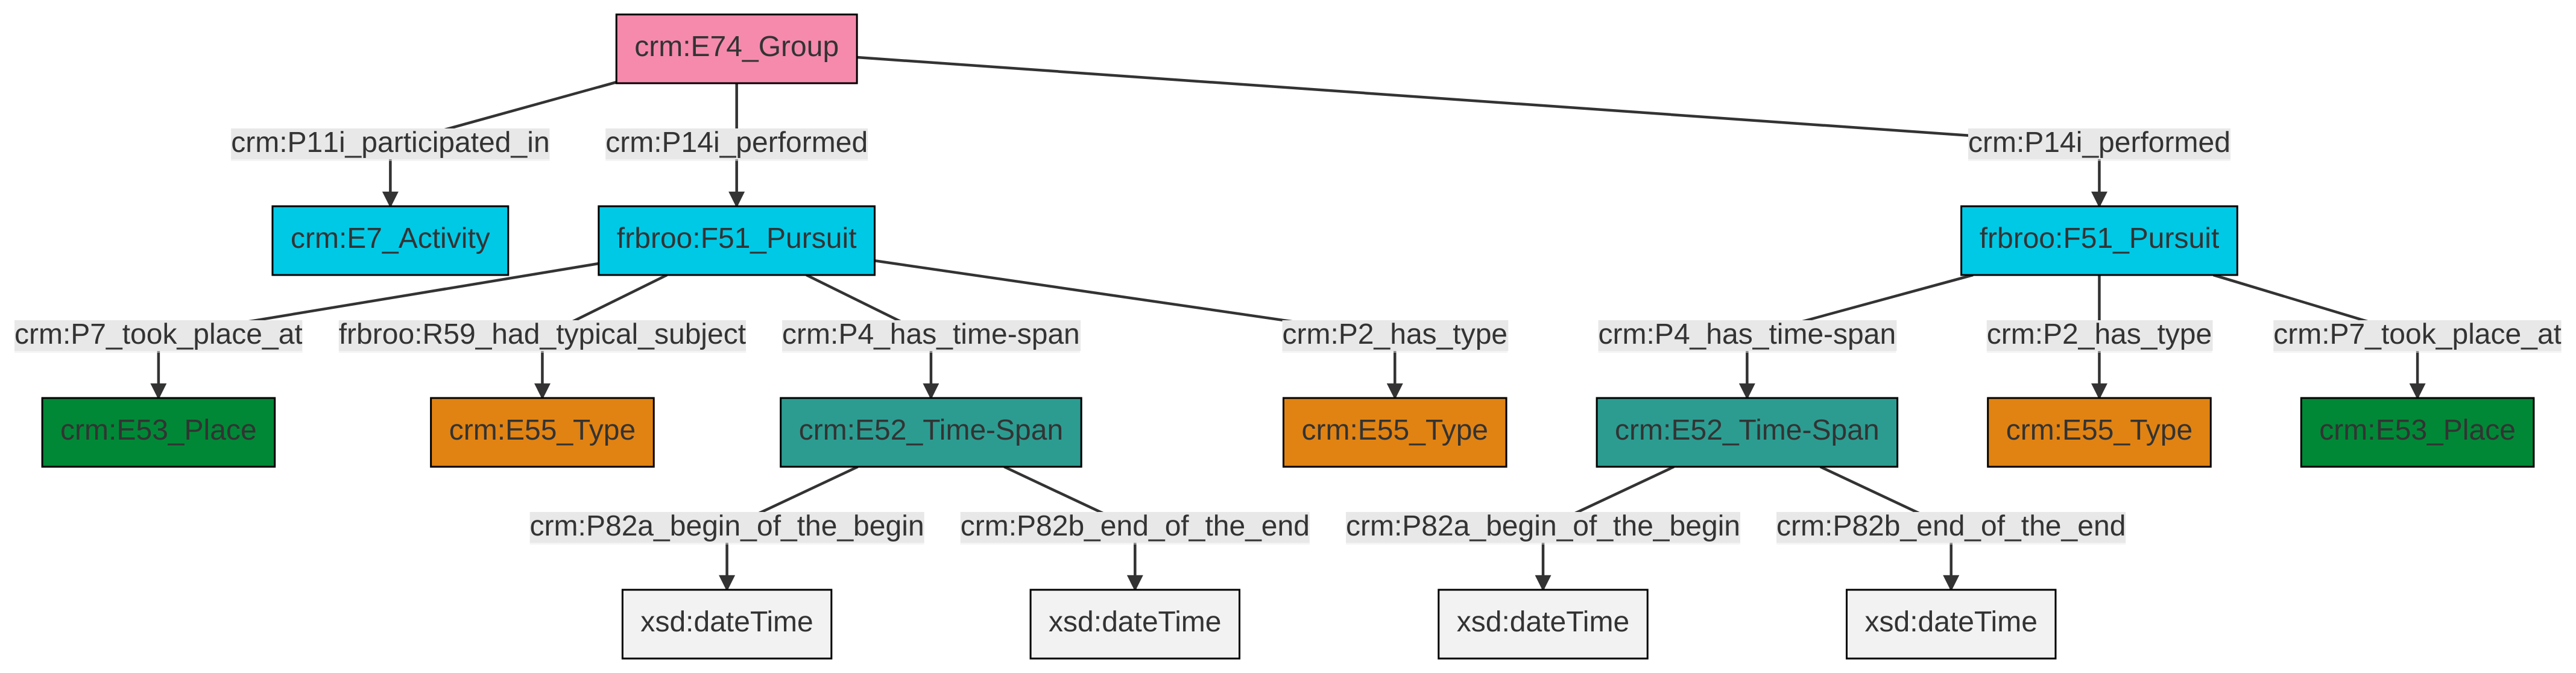 crm:E74_Group
crm:P11i_participated_in
crm:P14i_performed
crm:P14i_performed
crm:E7_Activity
frbroo:F51_Pursuit
frbroo:F51_Pursuit
crm:P7_took_place_at
frbroo:R59_had_typical_subject
crm:P4_has_time-span
crm:P2_has_type
crm:P4_has_time-span
crm:P2_has_type
crm:P7_took_place_at
crm:E53_Place
crm:E55_Type
crm:E52_Time-Span
crm:E55_Type
crm:E52_Time-Span
crm:E55_Type
crm:E53_Place
crm:P82a_begin_of_the_begin
crm:P82b_end_of_the_end
crm:P82a_begin_of_the_begin
crm:P82b_end_of_the_end
xsd:dateTime
xsd:dateTime
xsd:dateTime
xsd:dateTime